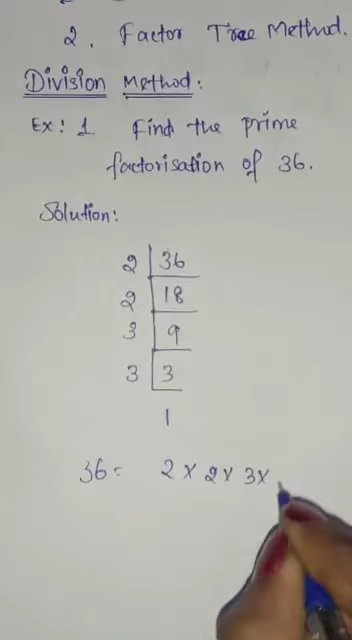 2. Factor Tree Method.
Division Method:
Ex: 1 Find the prime
factorisation of 36.
Solution:
2 36
2 18
3 9
3 3
1
36 = 2 × 2 × 3 ×